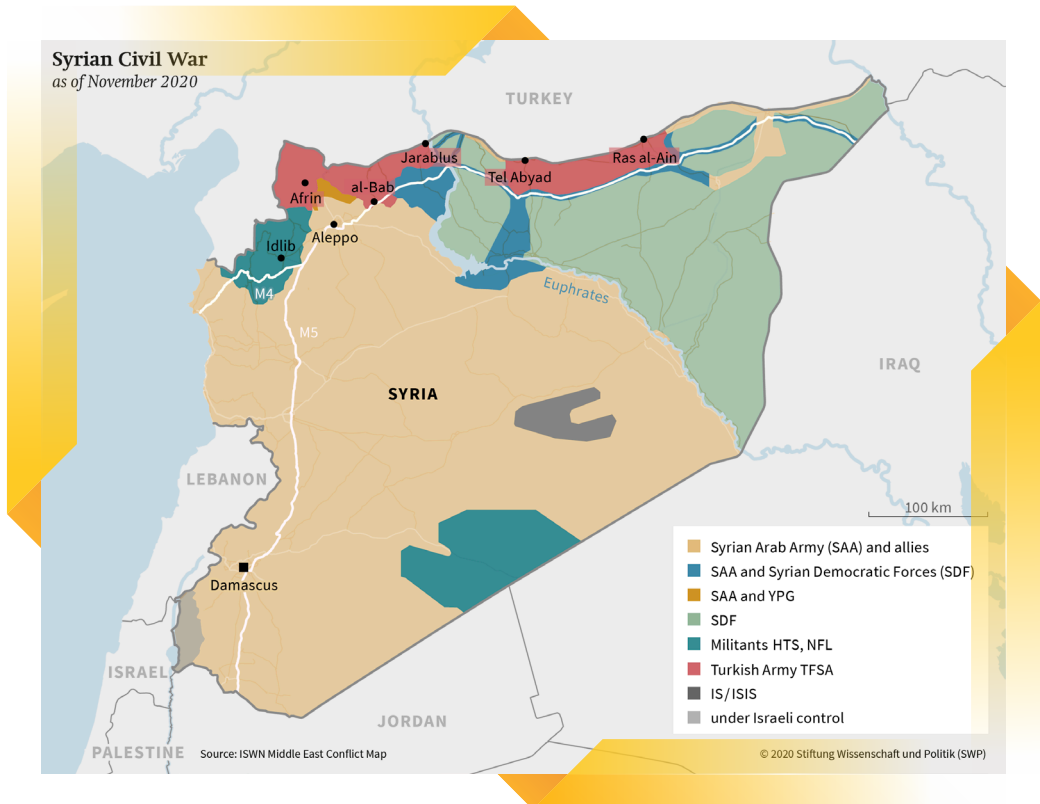 Syrian Civil War
as of November 2020
TURKEY
Jarablus
Ras al-Ain
Tel Abyad
al-Bab
Afrin
Aleppo
Idlib
M4
Euphrates
M5
IRAQ
SYRIA
LEBANON
100 km
Damascus
ISRAEL
JORDAN
PALESTINE
Syrian Arab Army (SAA) and allies
SAA and Syrian Democratic Forces (SDF)
SAA and YPG
SDF
Militants HTS, NFL
Turkish Army TFSA
IS/ISIS
under Israeli control
Source: ISWN Middle East Conflict Map
© 2020 Stiftung Wissenschaft und Politik (SWP)